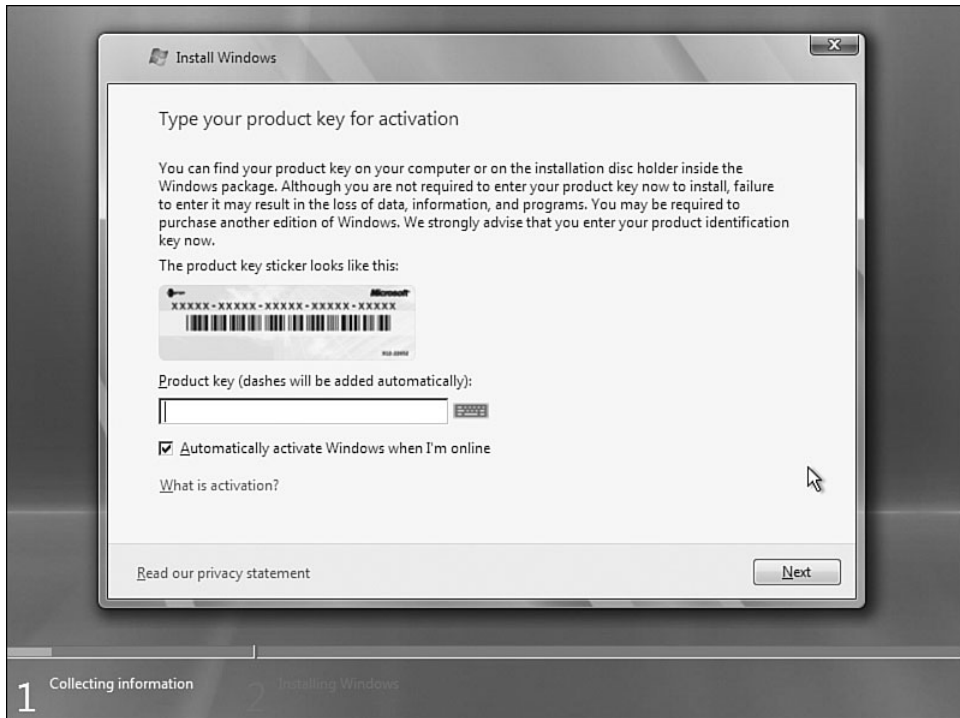 Install Windows
Type your product key for activation
You can find your product key on your computer or on the installation disc holder inside the
Windows package. Although you are not required to enter your product key now to install, failure
to enter it may result in the loss of data, information, and programs. You may be required to
purchase another edition of Windows. We strongly advise that you enter your product identification
key now.
The product key sticker looks like this:
Microsoft
XXXXX-XXXXX-XXXXX-XXXXX-XXXXX
Product key (dashes will be added automatically):
Automatically activate Windows when I'm online
What is activation?
Read our privacy statement
Next
1 Collecting information
2 Installing Windows